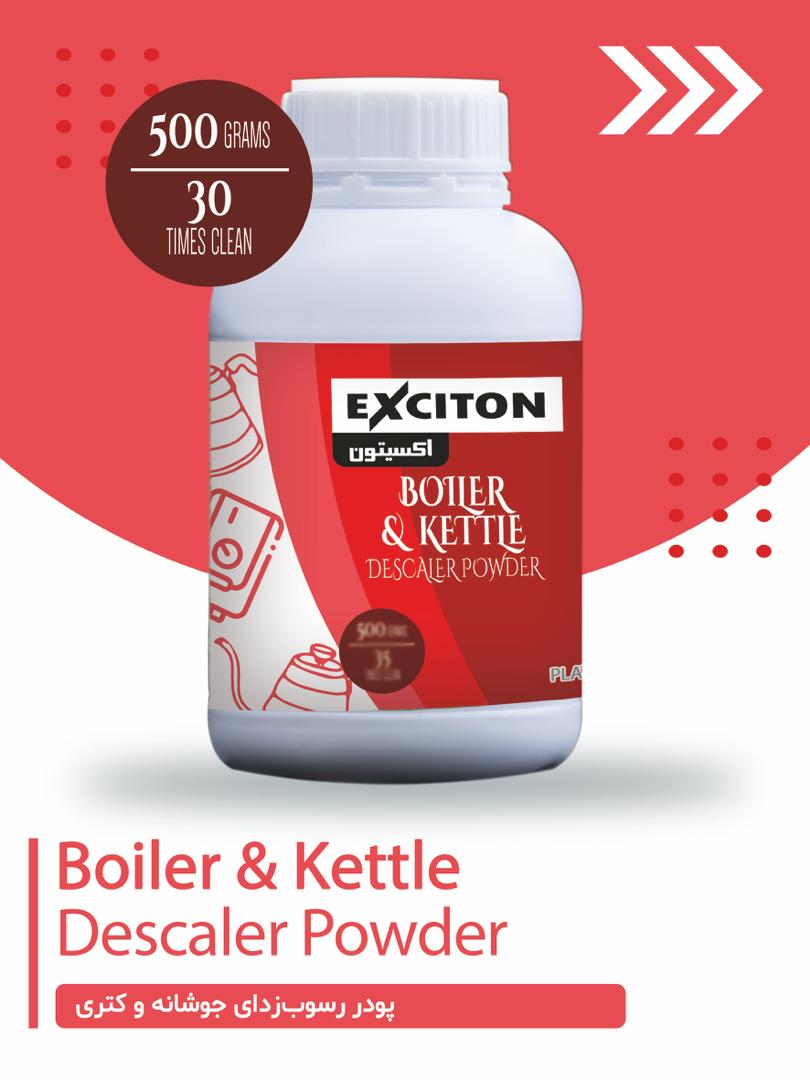 500 GRAMS
30
TIMES CLEAN
EXCITON
اکسیتون
BOILER
& KETTLE
DESCALER POWDER
500
35
Boiler & Kettle
Descaler Powder
پودر رسوب‌زدای جوشانه و کتری